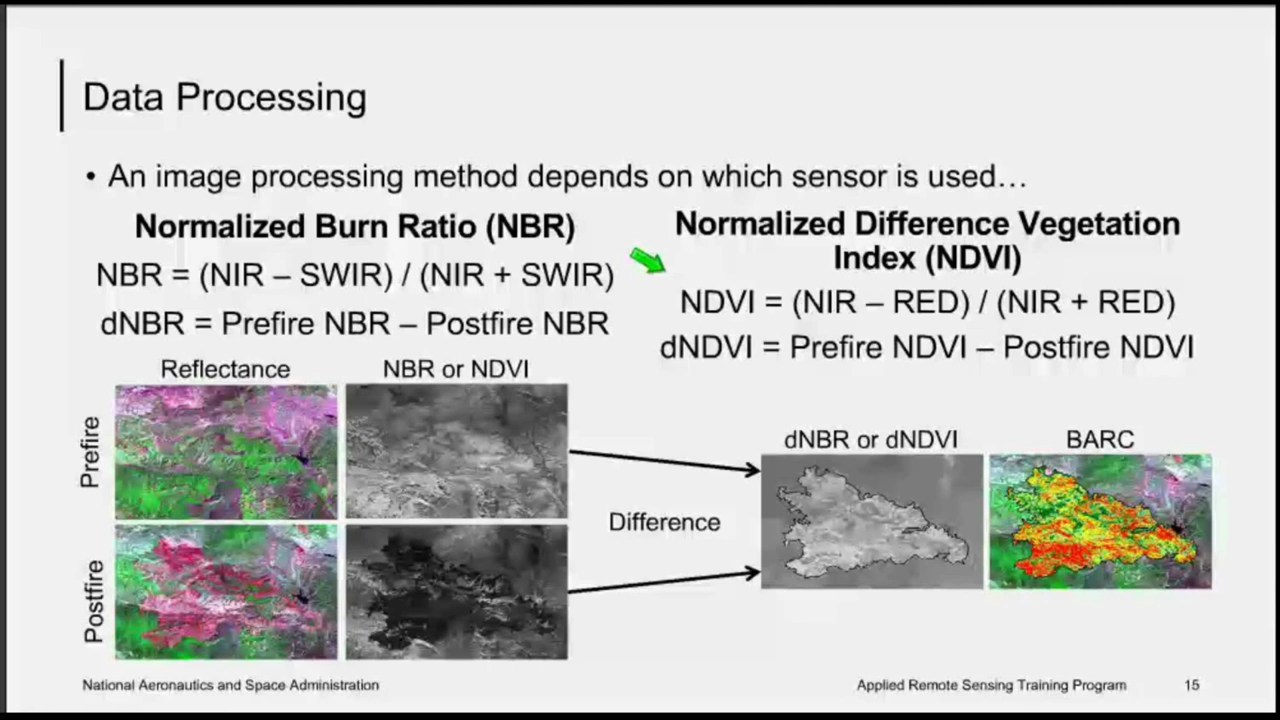 Data Processing
• An image processing method depends on which sensor is used…
Normalized Burn Ratio (NBR)
NBR = (NIR – SWIR) / (NIR + SWIR)
dNBR = Prefire NBR – Postfire NBR
Normalized Difference Vegetation
Index (NDVI)
NDVI = (NIR – RED) / (NIR + RED)
dNDVI = Prefire NDVI – Postfire NDVI
Reflectance
NBR or NDVI
Prefire
Postfire
Difference
dNBR or dNDVI
BARC
National Aeronautics and Space Administration
Applied Remote Sensing Training Program
15